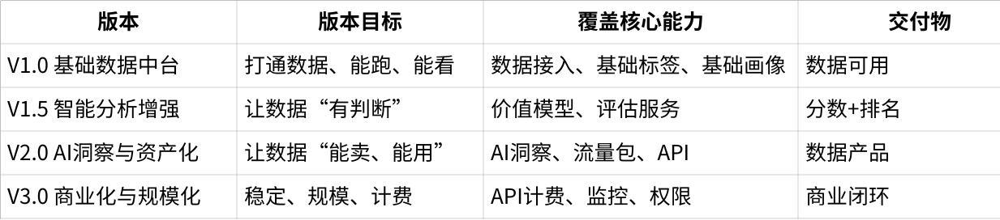 版本 版本目标 覆盖核心能力 交付物
V1.0 基础数据中台 打通数据、能跑、能看 数据接入、基础标签、基础画像 数据可用
V1.5 智能分析增强 让数据“有判断” 价值模型、评估服务 分数+排名
V2.0 AI洞察与资产化 让数据“能卖、能用” AI洞察、流量包、API 数据产品
V3.0 商业化与规模化 稳定、规模、计费 API计费、监控、权限 商业闭环